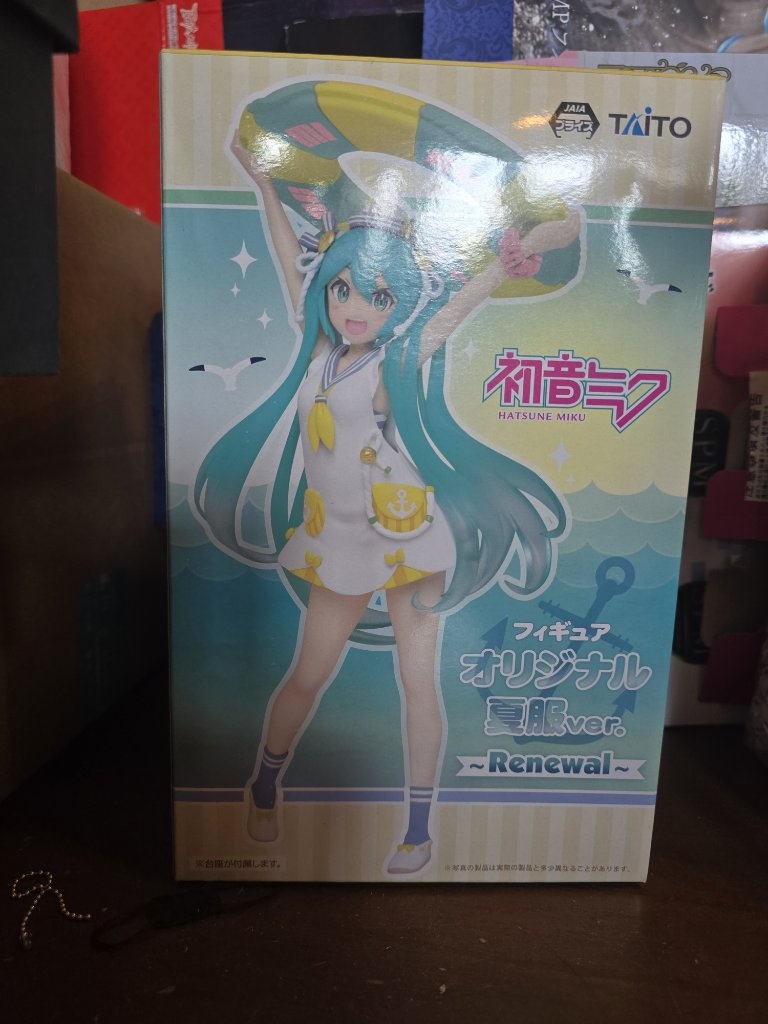 JAIA
プライズ
TAITO
初音ミク
HATSUNE MIKU
フィギュア
オリジナル
夏服ver.
~Renewal~
※台座が付属します。
※写真の製品は実際の製品と多少異なることがあります。
SPM